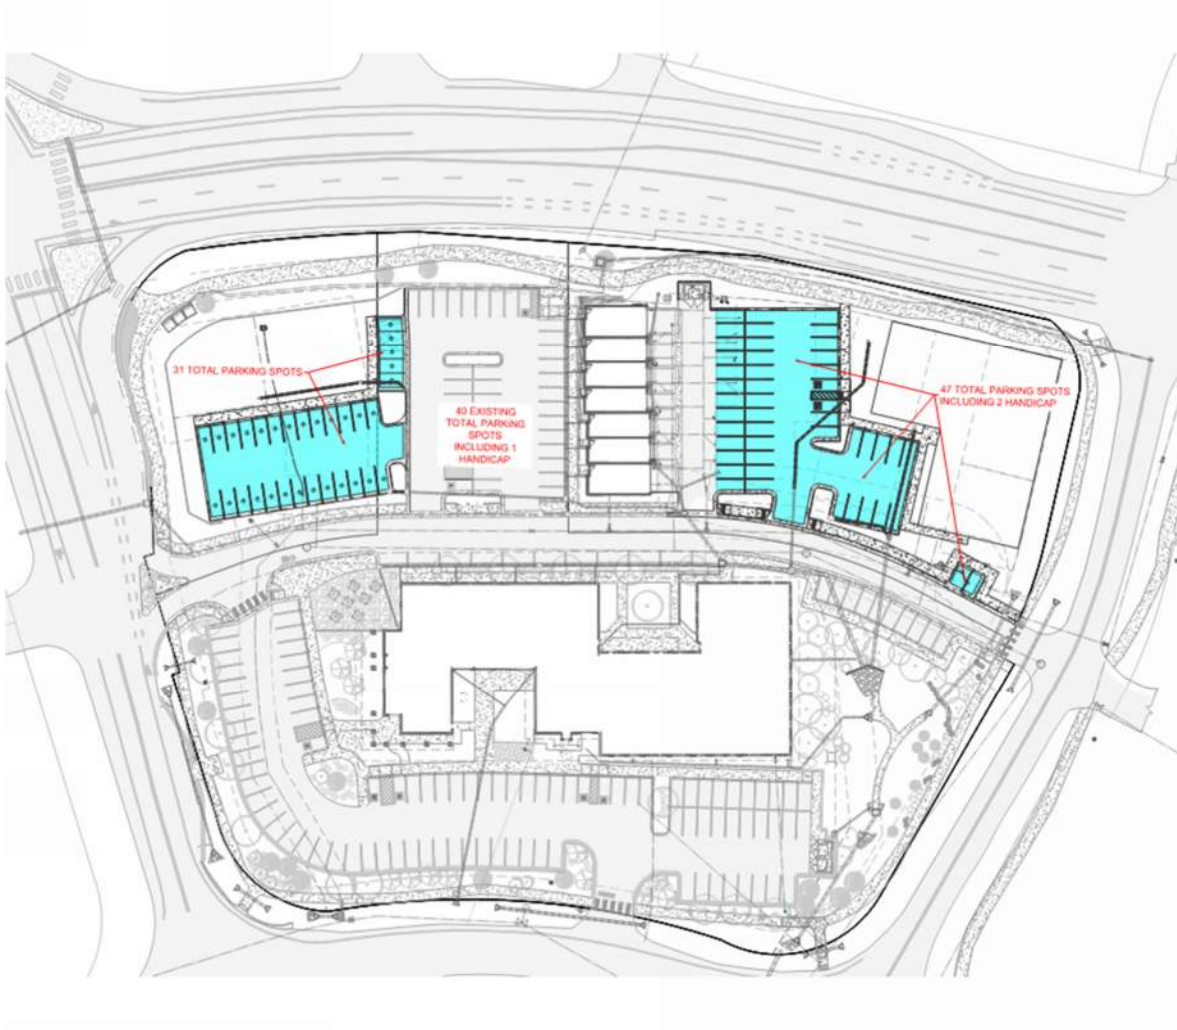 31 TOTAL PARKING SPOTS
40 EXISTING
TOTAL PARKING
SPOTS
INCLUDING 1
HANDICAP
47 TOTAL PARKING SPOTS
INCLUDING 2 HANDICAP